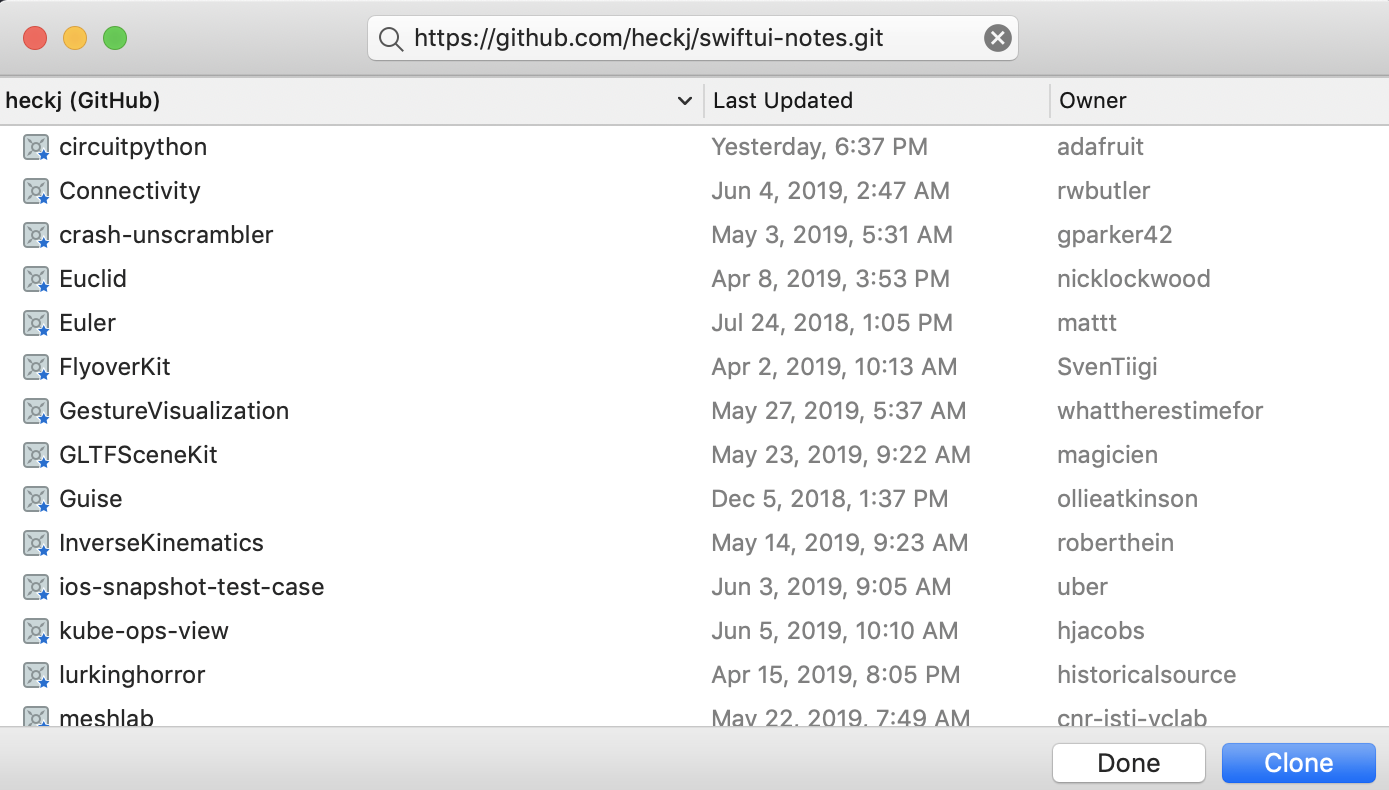 https://github.com/heckj/swiftui-notes.git
heckj (GitHub) Last Updated Owner
circuitpython Yesterday, 6:37 PM adafruit
Connectivity Jun 4, 2019, 2:47 AM rwbutler
crash-unscrambler May 3, 2019, 5:31 AM gparker42
Euclid Apr 8, 2019, 3:53 PM nicklockwood
Euler Jul 24, 2018, 1:05 PM mattt
FlyoverKit Apr 2, 2019, 10:13 AM SvenTiigi
GestureVisualization May 27, 2019, 5:37 AM whattherestimefor
GLTFSceneKit May 23, 2019, 9:22 AM magicien
Guise Dec 5, 2018, 1:37 PM ollieatkinson
InverseKinematics May 14, 2019, 9:23 AM roberthein
ios-snapshot-test-case Jun 3, 2019, 9:05 AM uber
kube-ops-view Jun 5, 2019, 10:10 AM hjacobs
lurkinghorror Apr 15, 2019, 8:05 PM historicalsource
meshlab May 22, 2019, 7:49 AM cnr-isti-vclab
Done Clone